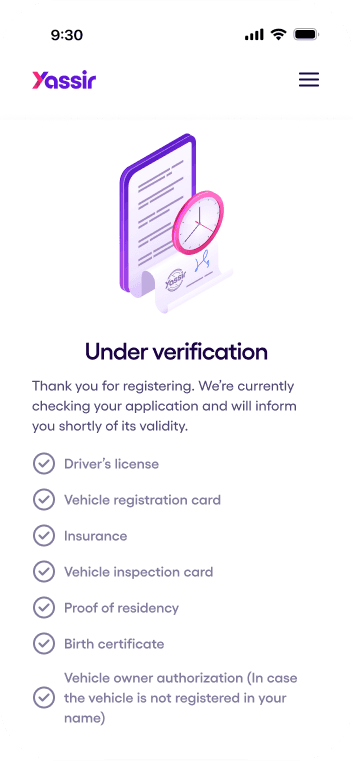 9:30
Yassir
Yassir
Under verification
Thank you for registering. We're currently
checking your application and will inform
you shortly of its validity.
Driver's license
Vehicle registration card
Insurance
Vehicle inspection card
Proof of residency
Birth certificate
Vehicle owner authorization (In case
the vehicle is not registered in your
name)